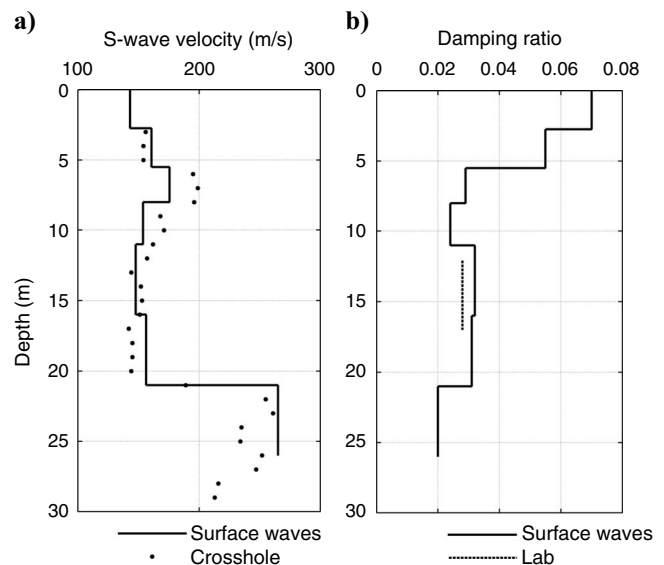 a)
S-wave velocity (m/s)
100 200 300
0
5
10
15
20
25
30
Depth (m)
Surface waves
Crosshole
b)
Damping ratio
0 0.02 0.04 0.06 0.08
0
5
10
15
20
25
30
Surface waves
Lab